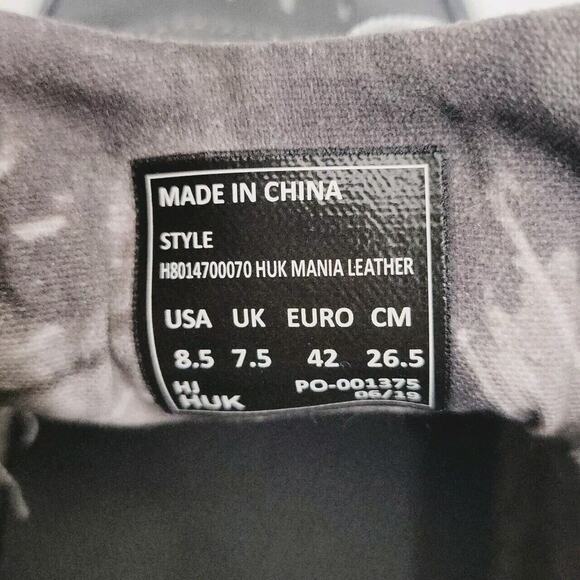 MADE IN CHINA
STYLE
H8014700070 HUK MANIA LEATHER
USA UK EURO CM
8.5 7.5 42 26.5
HJ PO-001375
HUK 06/19